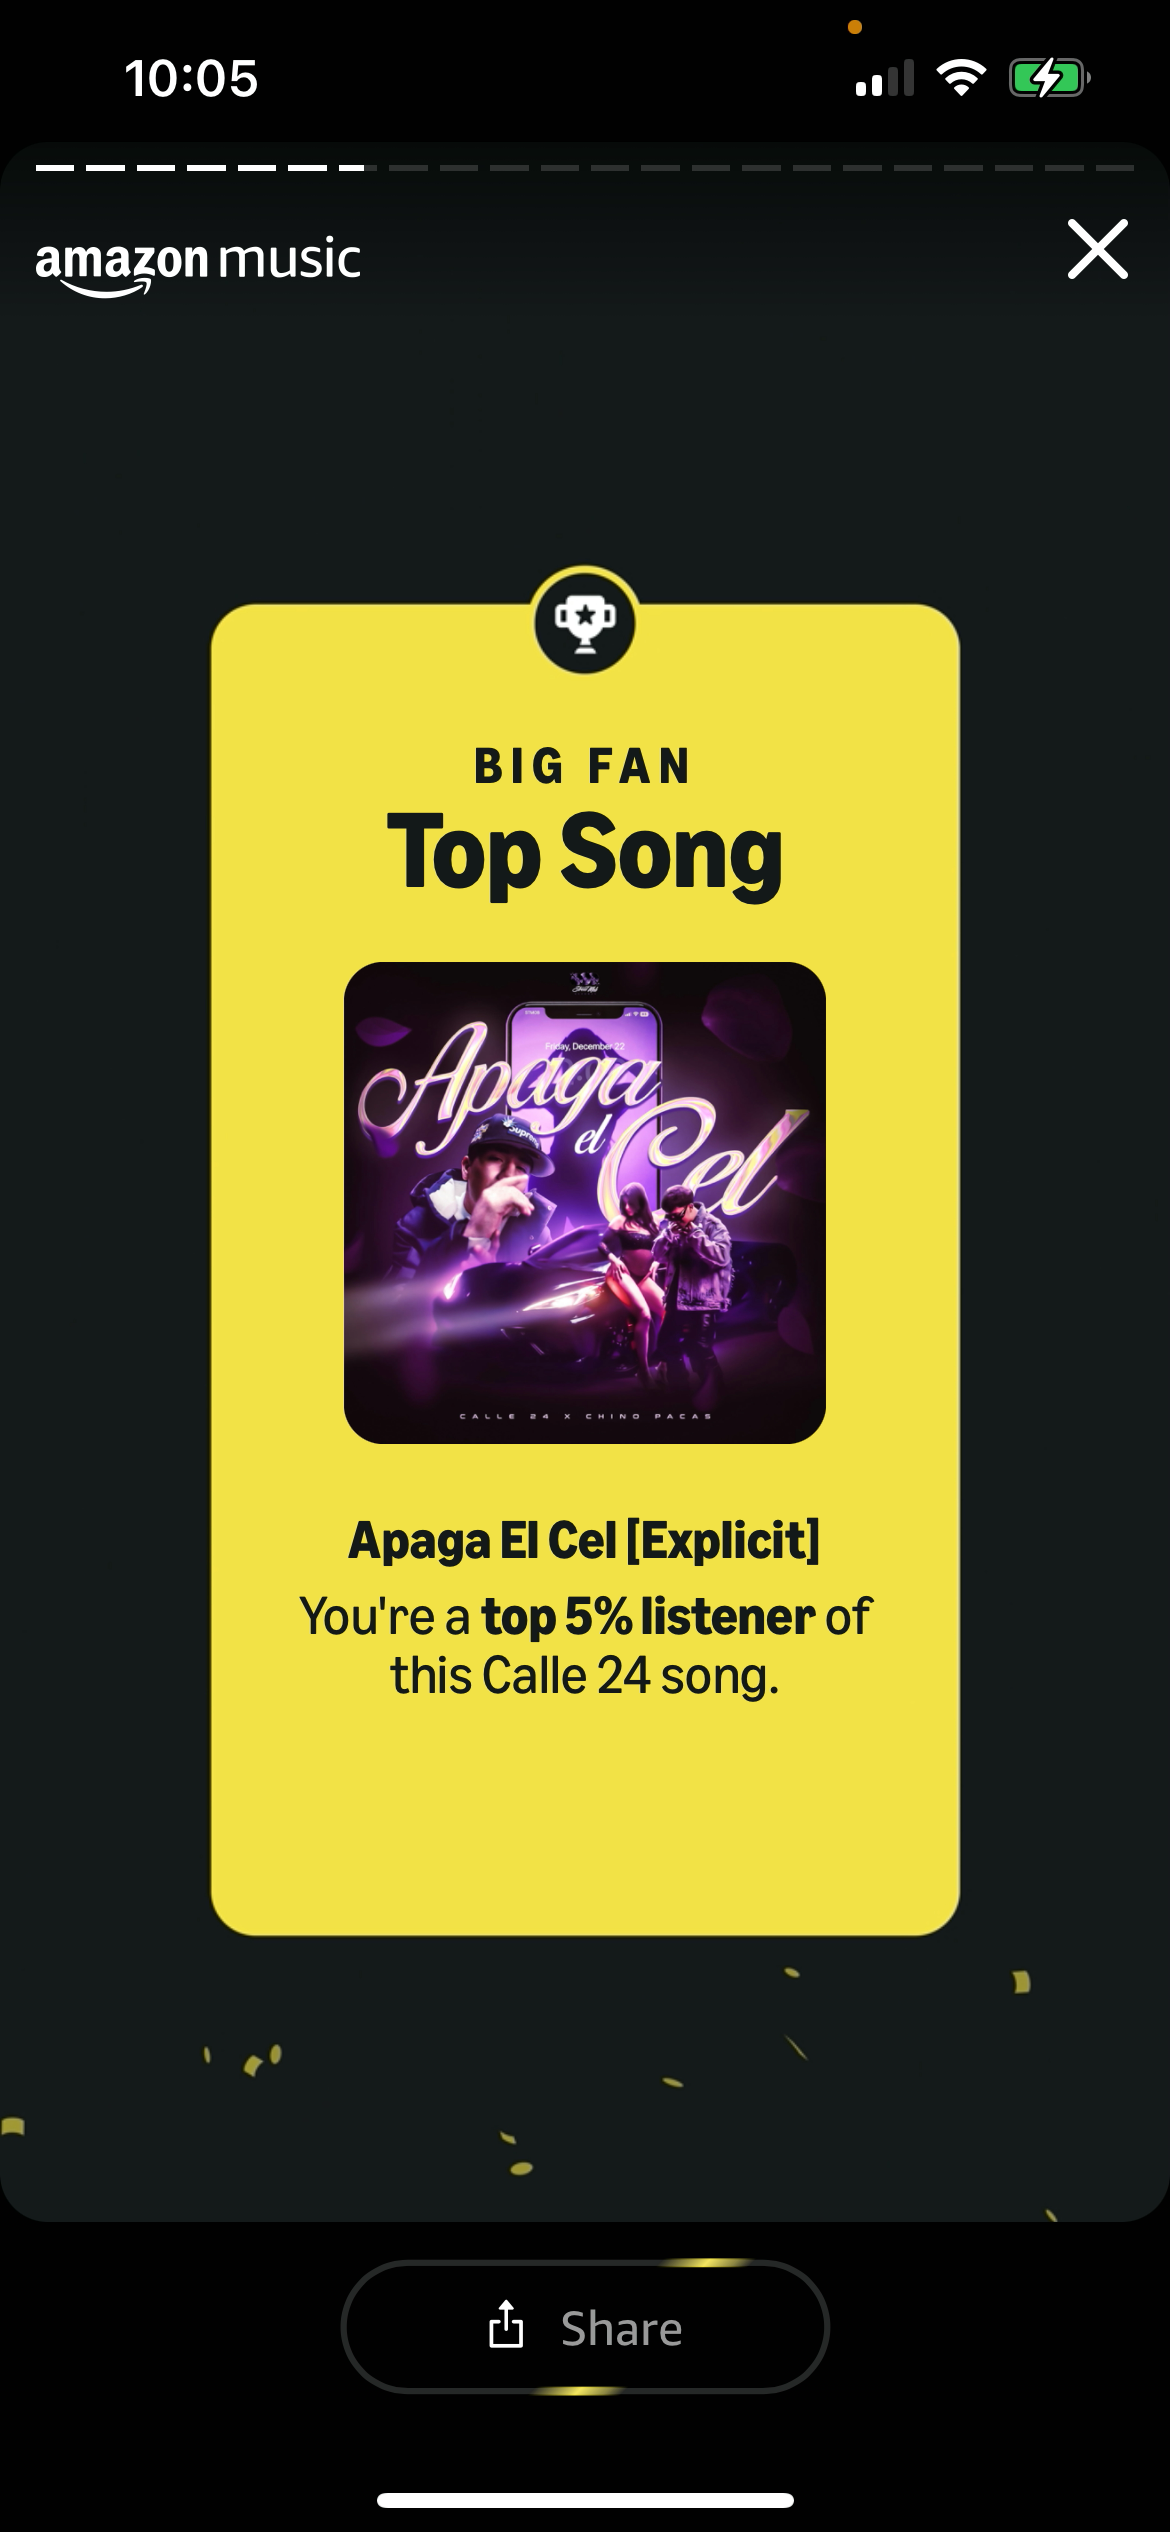 10:05
amazon music
BIG FAN
Top Song
Friday, December 22
Apaga
el
Cel
Supreme
CALLE 24 X CHINO PACAS
Apaga El Cel [Explicit]
You're a top 5% listener of
this Calle 24 song.
Share